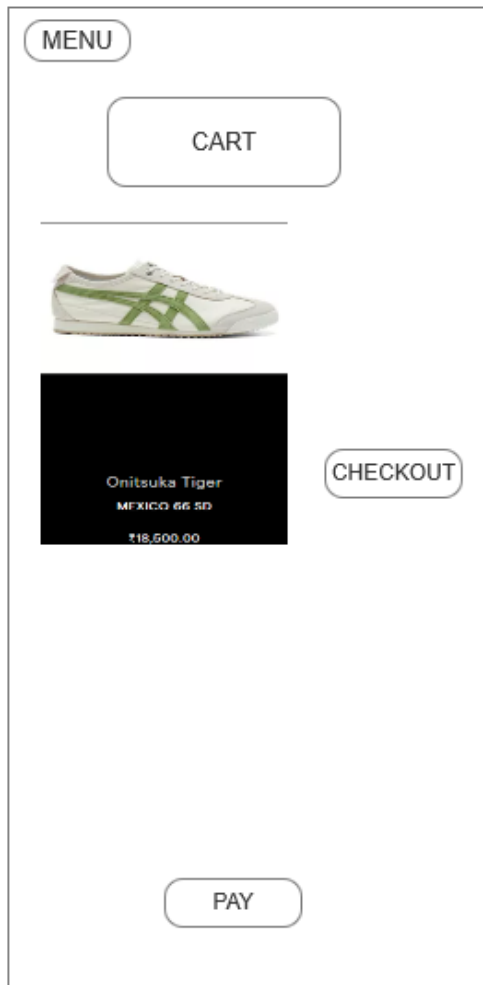 MENU
CART
Onitsuka Tiger
MEXICO 66 SD
₹18,500.00
CHECKOUT
PAY